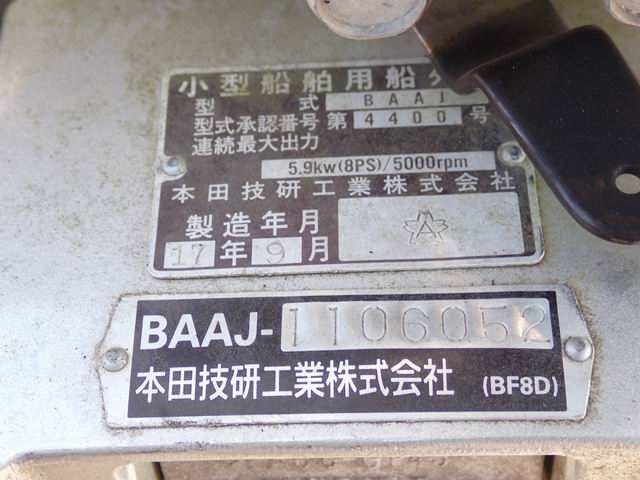 小型船舶用船外
型式 BAAJ
型式承認番号 第 4400 号
連続最大出力
5.9kw(8PS)/5000rpm
本田技研工業株式会社
製造年月
17年9月
A
BAAJ-1106052
本田技研工業株式会社 (BF8D)